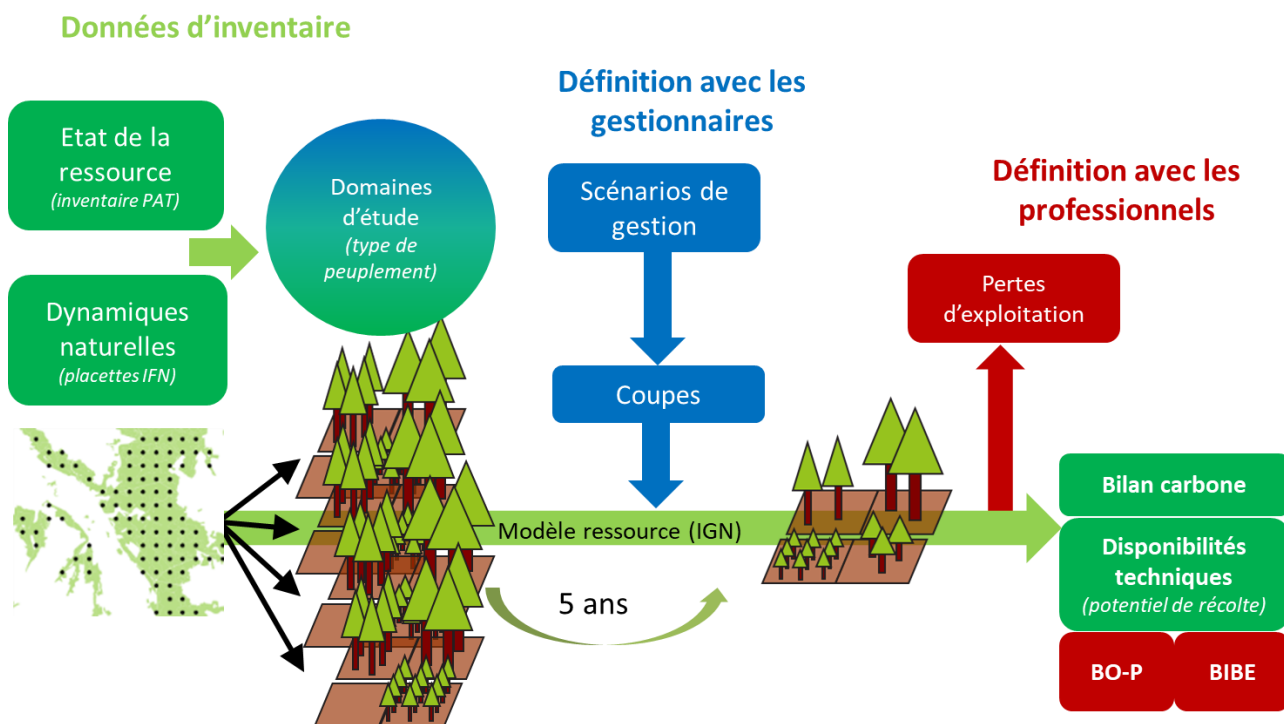 Données d'inventaire
Etat de la
ressource
(inventaire PAT)
Dynamiques
naturelles
(placettes IFN)
Domaines
d'étude
(type de
peuplement)
Définition avec les
gestionnaires
Scénarios de
gestion
Coupes
Définition avec les
professionnels
Pertes
d'exploitation
Modèle ressource (IGN)
5 ans
Bilan carbone
Disponibilités
techniques
(potentiel de récolte)
BO-P
BIBE